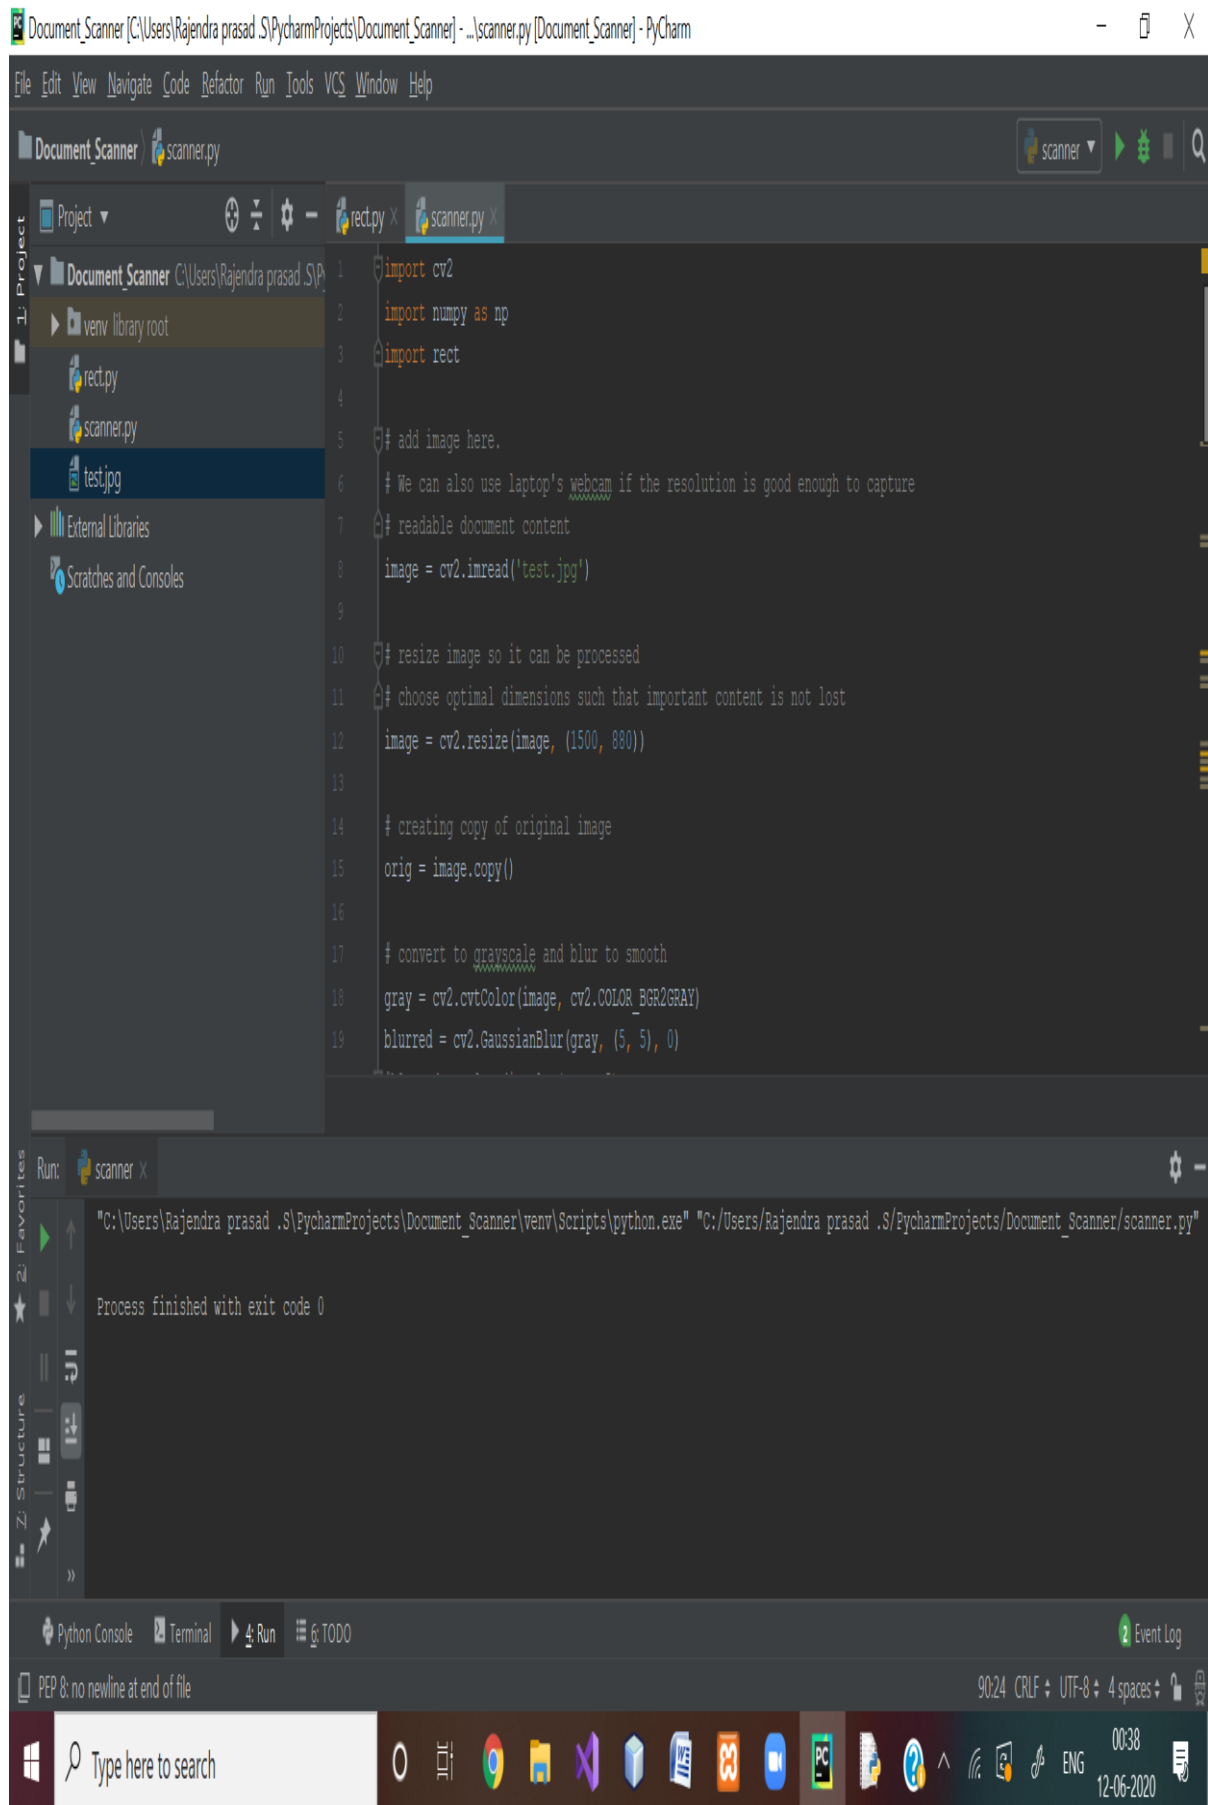 Document_Scanner [C:\Users\Rajendra prasad .S\PycharmProjects\Document_Scanner] - ...\scanner.py [Document_Scanner] - PyCharm
File Edit View Navigate Code Refactor Run Tools VCS Window Help
Document_Scanner scanner.py
scanner
1: Project
Project
rect.py
scanner.py
Document_Scanner C:\Users\Rajendra prasad .S\Py
venv library root
rect.py
scanner.py
test.jpg
External Libraries
Scratches and Consoles
1 import cv2
2 import numpy as np
3 import rect
4
5 # add image here.
6 # We can also use laptop's webcam if the resolution is good enough to capture
7 # readable document content
8 image = cv2.imread('test.jpg')
9
10 # resize image so it can be processed
11 # choose optimal dimensions such that important content is not lost
12 image = cv2.resize(image, (1500, 880))
13
14 # creating copy of original image
15 orig = image.copy()
16
17 # convert to grayscale and blur to smooth
18 gray = cv2.cvtColor(image, cv2.COLOR_BGR2GRAY)
19 blurred = cv2.GaussianBlur(gray, (5, 5), 0)
2: Favorites
Z: Structure
Run: scanner
"C:\Users\Rajendra prasad .S\PycharmProjects\Document_Scanner\venv\Scripts\python.exe" "C:/Users/Rajendra prasad .S/PycharmProjects/Document_Scanner/scanner.py"
Process finished with exit code 0
Python Console Terminal 4: Run 6: TODO
2 Event Log
PEP 8: no newline at end of file
90:24 CRLF UTF-8 4 spaces
Type here to search
ENG
00:38
12-06-2020